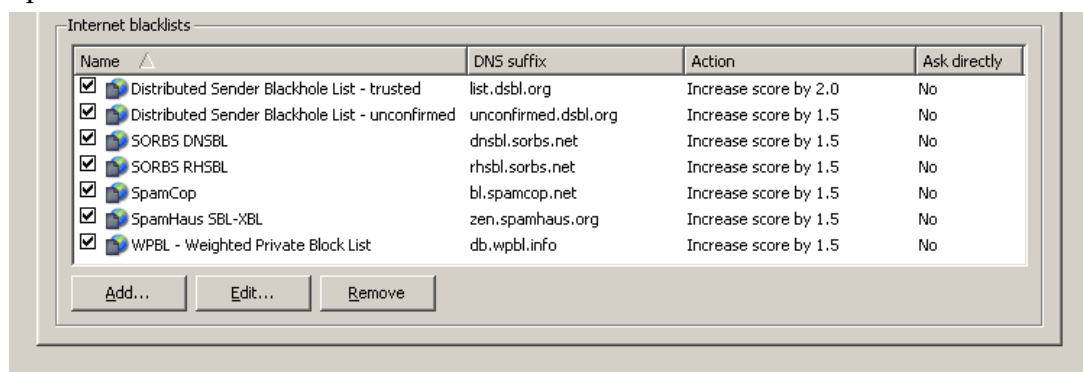 Internet blacklists
Name DNS suffix Action Ask directly
Distributed Sender Blackhole List - trusted list.dsbl.org Increase score by 2.0 No
Distributed Sender Blackhole List - unconfirmed unconfirmed.dsbl.org Increase score by 1.5 No
SORBS DNSBL dnsbl.sorbs.net Increase score by 1.5 No
SORBS RHSBL rhsbl.sorbs.net Increase score by 1.5 No
SpamCop bl.spamcop.net Increase score by 1.5 No
SpamHaus SBL-XBL zen.spamhaus.org Increase score by 1.5 No
WPBL - Weighted Private Block List db.wpbl.info Increase score by 1.5 No
Add... Edit... Remove